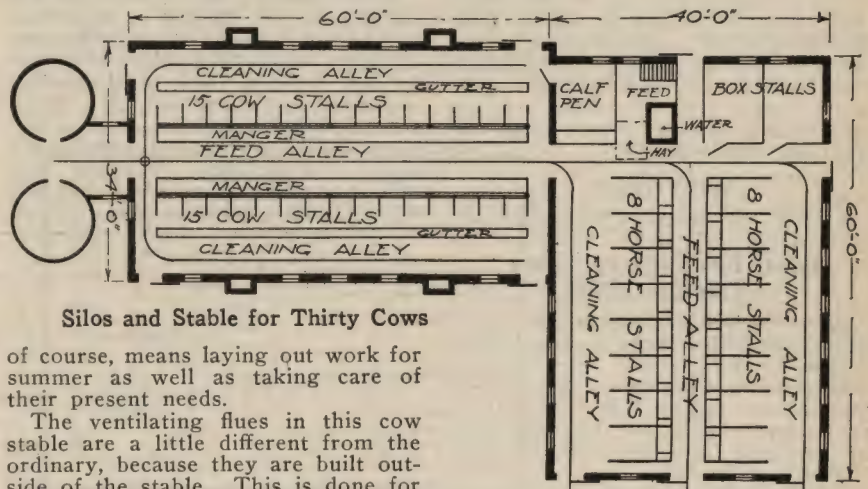 60'-0"
40'-0"
CLEANING ALLEY
GUTTER
15 COW STALLS
MANGER
FEED ALLEY
MANGER
15 COW STALLS
GUTTER
CLEANING ALLEY
34'-0"
CALF
PEN
FEED
BOX STALLS
WATER
HAY
CLEANING ALLEY
8 HORSE STALLS
FEED ALLEY
8 HORSE STALLS
CLEANING ALLEY
60'-0"
Silos and Stable for Thirty Cows
of course, means laying out work for
summer as well as taking care of
their present needs.
The ventilating flues in this cow
stable are a little different from the
ordinary, because they are built out-
side of the stable. This is done for